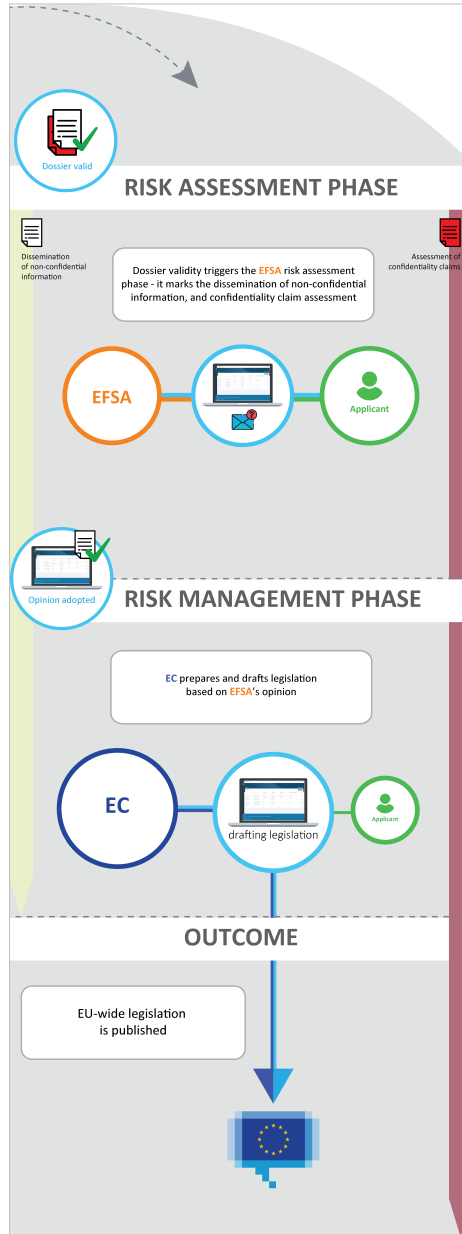 Dossier valid
RISK ASSESSMENT PHASE
Dissemination
of non-confidential
information
Assessment of
confidentiality claims
Dossier validity triggers the EFSA risk assessment
phase - it marks the dissemination of non-confidential
information, and confidentiality claim assessment
EFSA
?
Applicant
Opinion adopted
RISK MANAGEMENT PHASE
EC prepares and drafts legislation
based on EFSA's opinion
EC
drafting legislation
Applicant
OUTCOME
EU-wide legislation
is published